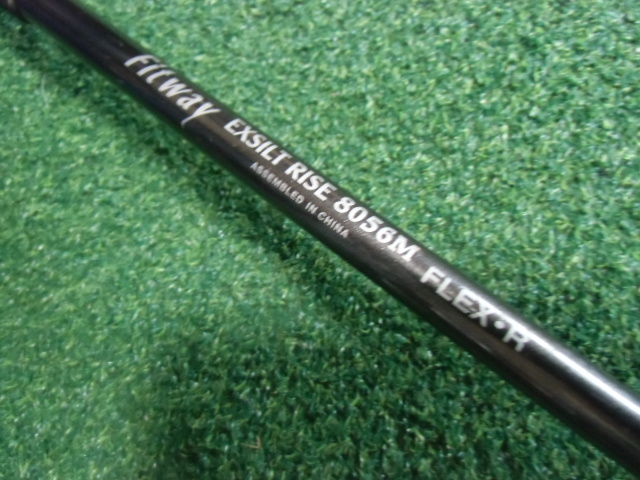 Fitway EXSILT RISE 8056M FLEX•R
ASSEMBLED IN CHINA